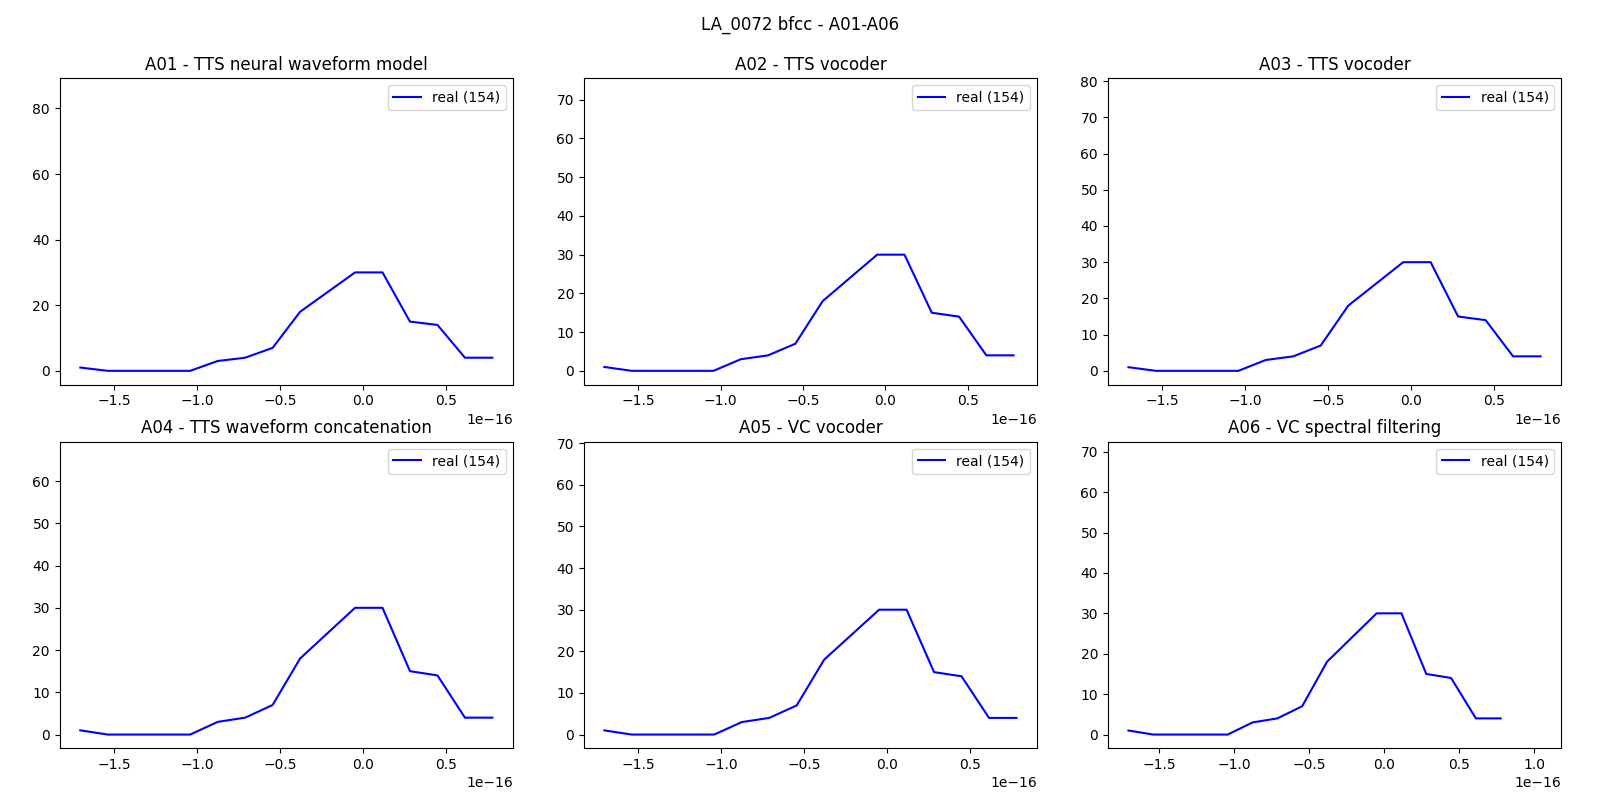 LA_0072 bfcc - A01-A06
A01 - TTS neural waveform model
real (154)
80
60
40
20
0
−1.5 −1.0 −0.5 0.0 0.5
1e−16
A02 - TTS vocoder
real (154)
70
60
50
40
30
20
10
0
−1.5 −1.0 −0.5 0.0 0.5
1e−16
A03 - TTS vocoder
real (154)
80
70
60
50
40
30
20
10
0
−1.5 −1.0 −0.5 0.0 0.5
1e−16
A04 - TTS waveform concatenation
real (154)
60
50
40
30
20
10
0
−1.5 −1.0 −0.5 0.0 0.5
1e−16
A05 - VC vocoder
real (154)
70
60
50
40
30
20
10
0
−1.5 −1.0 −0.5 0.0 0.5
1e−16
A06 - VC spectral filtering
real (154)
70
60
50
40
30
20
10
0
−1.5 −1.0 −0.5 0.0 0.5 1.0
1e−16